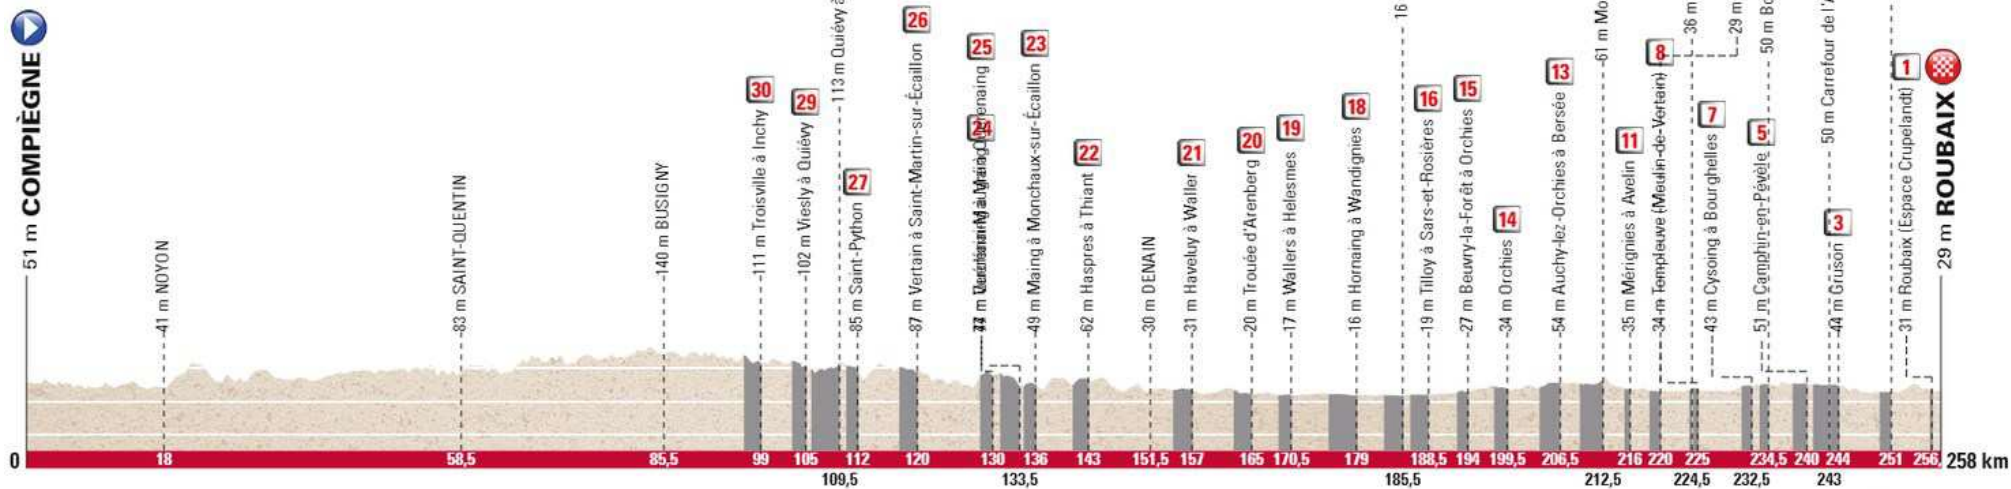 51 m COMPIÈGNE
41 m NOYON
83 m SAINT-QUENTIN
140 m BUSIGNY
30
111 m Troisville à Inchy
29
102 m Viesly à Quiévy
113 m Quiévy à
27
85 m Saint-Python
26
87 m Vertain à Saint-Martin-sur-Écaillon
25
24
23
49 m Maing à Monchaux-sur-Écaillon
22
62 m Haspres à Thiant
30 m DENAIN
21
31 m Haveluy à Waller
20
20 m Trouée d'Arenberg
19
17 m Wallers à Helesmes
18
16 m Hornaing à Wandignies
16
16
19 m Tilloy à Sars-et-Rosières
15
27 m Beuvry-la-Forêt à Orchies
14
34 m Orchies
13
54 m Auchy-lez-Orchies à Bersée
61 m Mo
11
35 m Mérignies à Avelin
8
34 m Templeuve (Moulin-de-Vertain)
36 m
29 m
7
43 m Cysoing à Bourghelles
5
51 m Camphin-en-Pévèle
50 m Bo
50 m Carrefour de l'A
3
44 m Gruson
1
31 m Roubaix (Espace Crupelandt)
29 m ROUBAIX
0 18 58,5 85,5 99 105 112 120 130 136 143 151,5 157 165 170,5 179 188,5 194 199,5 206,5 216 220 225 234,5 240 244 251 256, 258 km
109,5 133,5 185,5 212,5 224,5 232,5 243